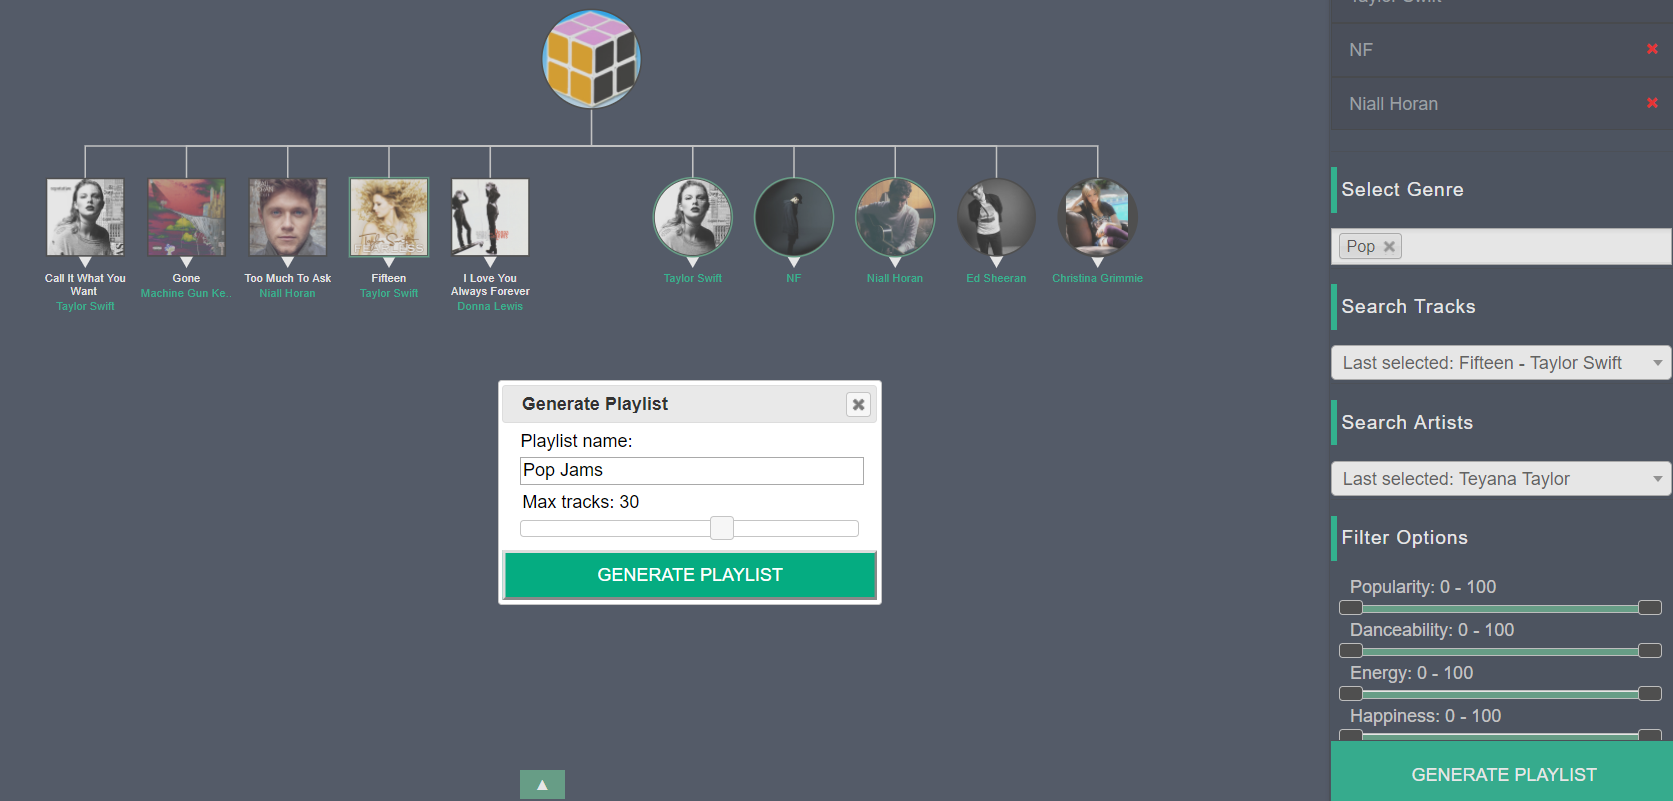 Call It What You
Want
Taylor Swift
Gone
Machine Gun Ke..
Too Much To Ask
Niall Horan
Fifteen
Taylor Swift
I Love You
Always Forever
Donna Lewis
Taylor Swift
NF
Niall Horan
Ed Sheeran
Christina Grimmie
Generate Playlist
Playlist name:
Pop Jams
Max tracks: 30
GENERATE PLAYLIST
Taylor Swift
NF
Niall Horan
Select Genre
Pop
Search Tracks
Last selected: Fifteen - Taylor Swift
Search Artists
Last selected: Teyana Taylor
Filter Options
Popularity: 0 - 100
Danceability: 0 - 100
Energy: 0 - 100
Happiness: 0 - 100
GENERATE PLAYLIST